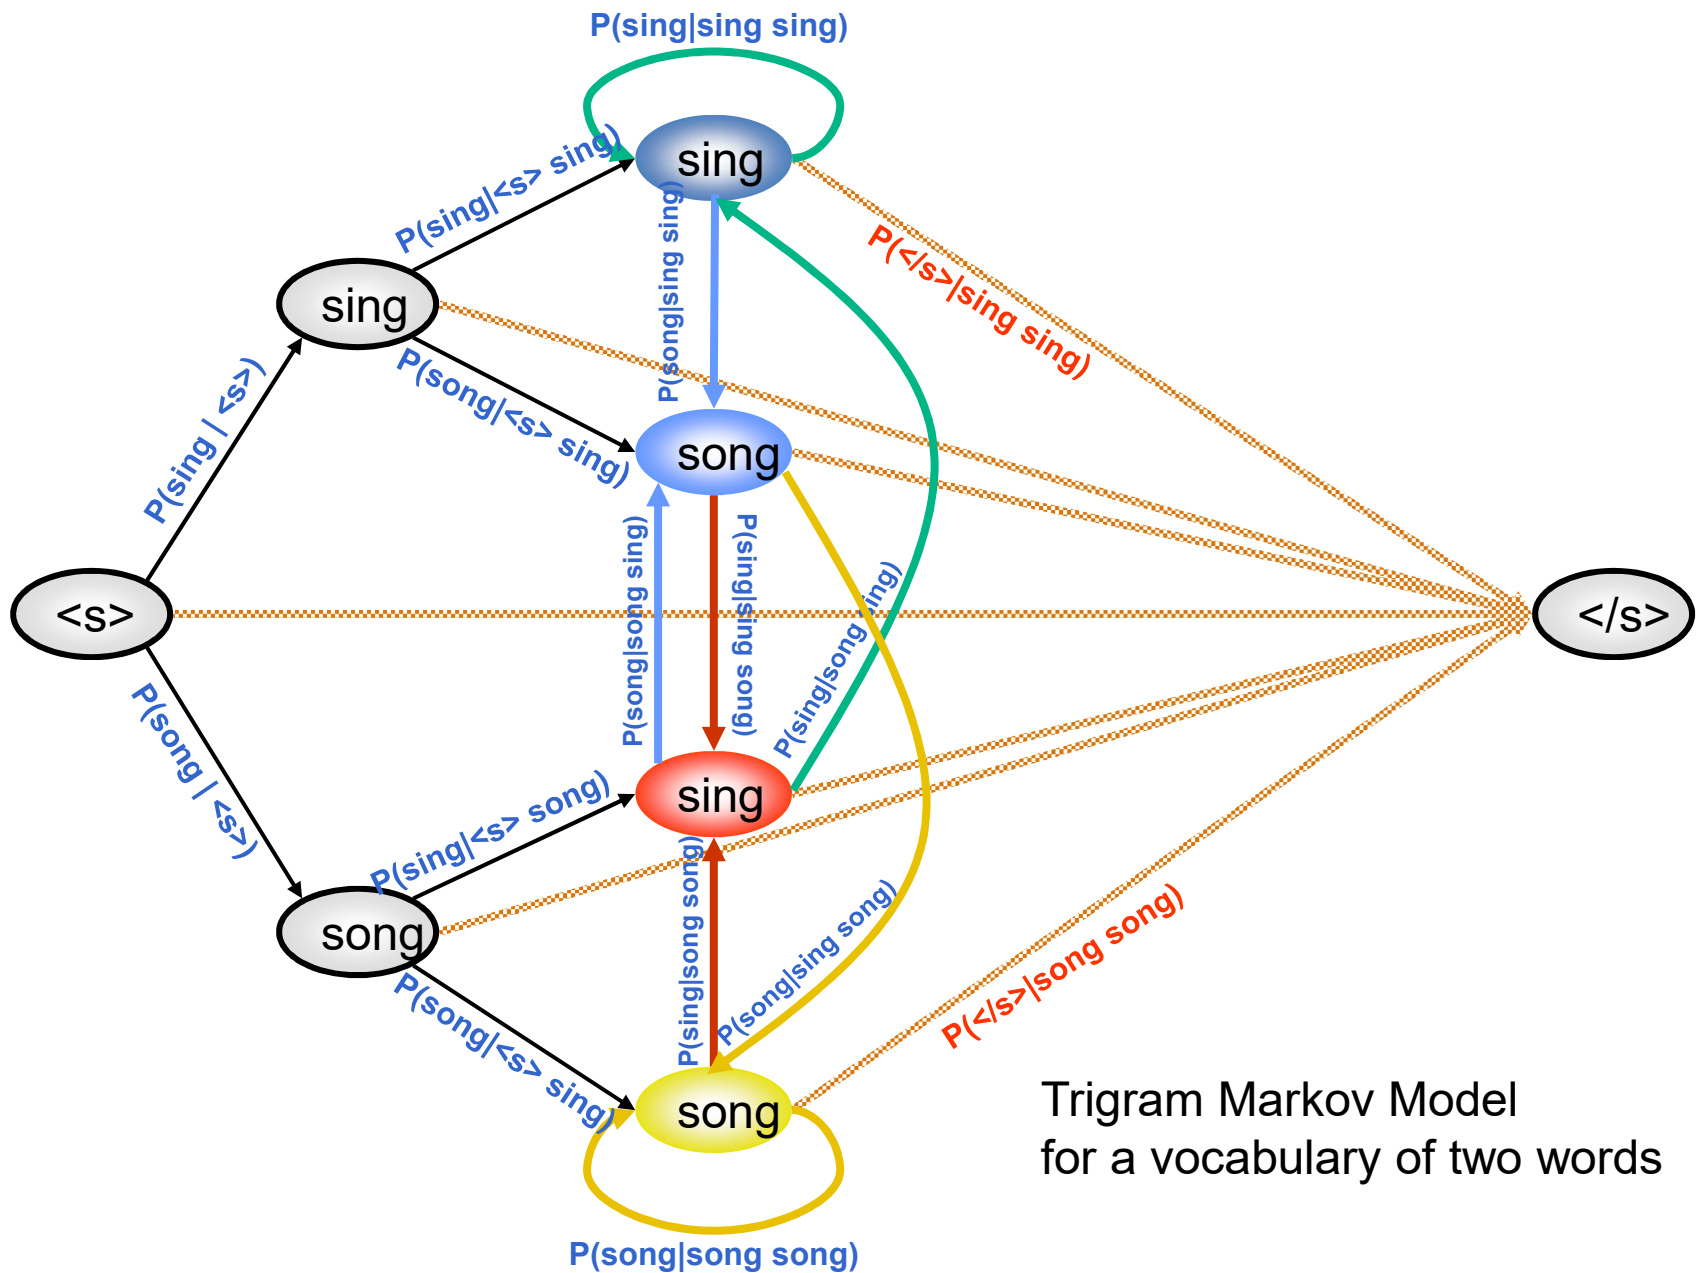 P(sing|sing sing)
sing
P(sing|<s> sing)
P(song|sing sing)
P(</s>|sing sing)
sing
P(sing | <s>)
P(song|<s> sing)
song
P(song|song sing)
P(sing|sing song)
P(sing|song sing)
<s>
</s>
P(song | <s>)
P(sing|<s> song)
sing
P(sing|song song)
P(song|sing song)
P(</s>|song song)
song
P(song|<s> sing)
song
P(song|song song)
Trigram Markov Model
for a vocabulary of two words